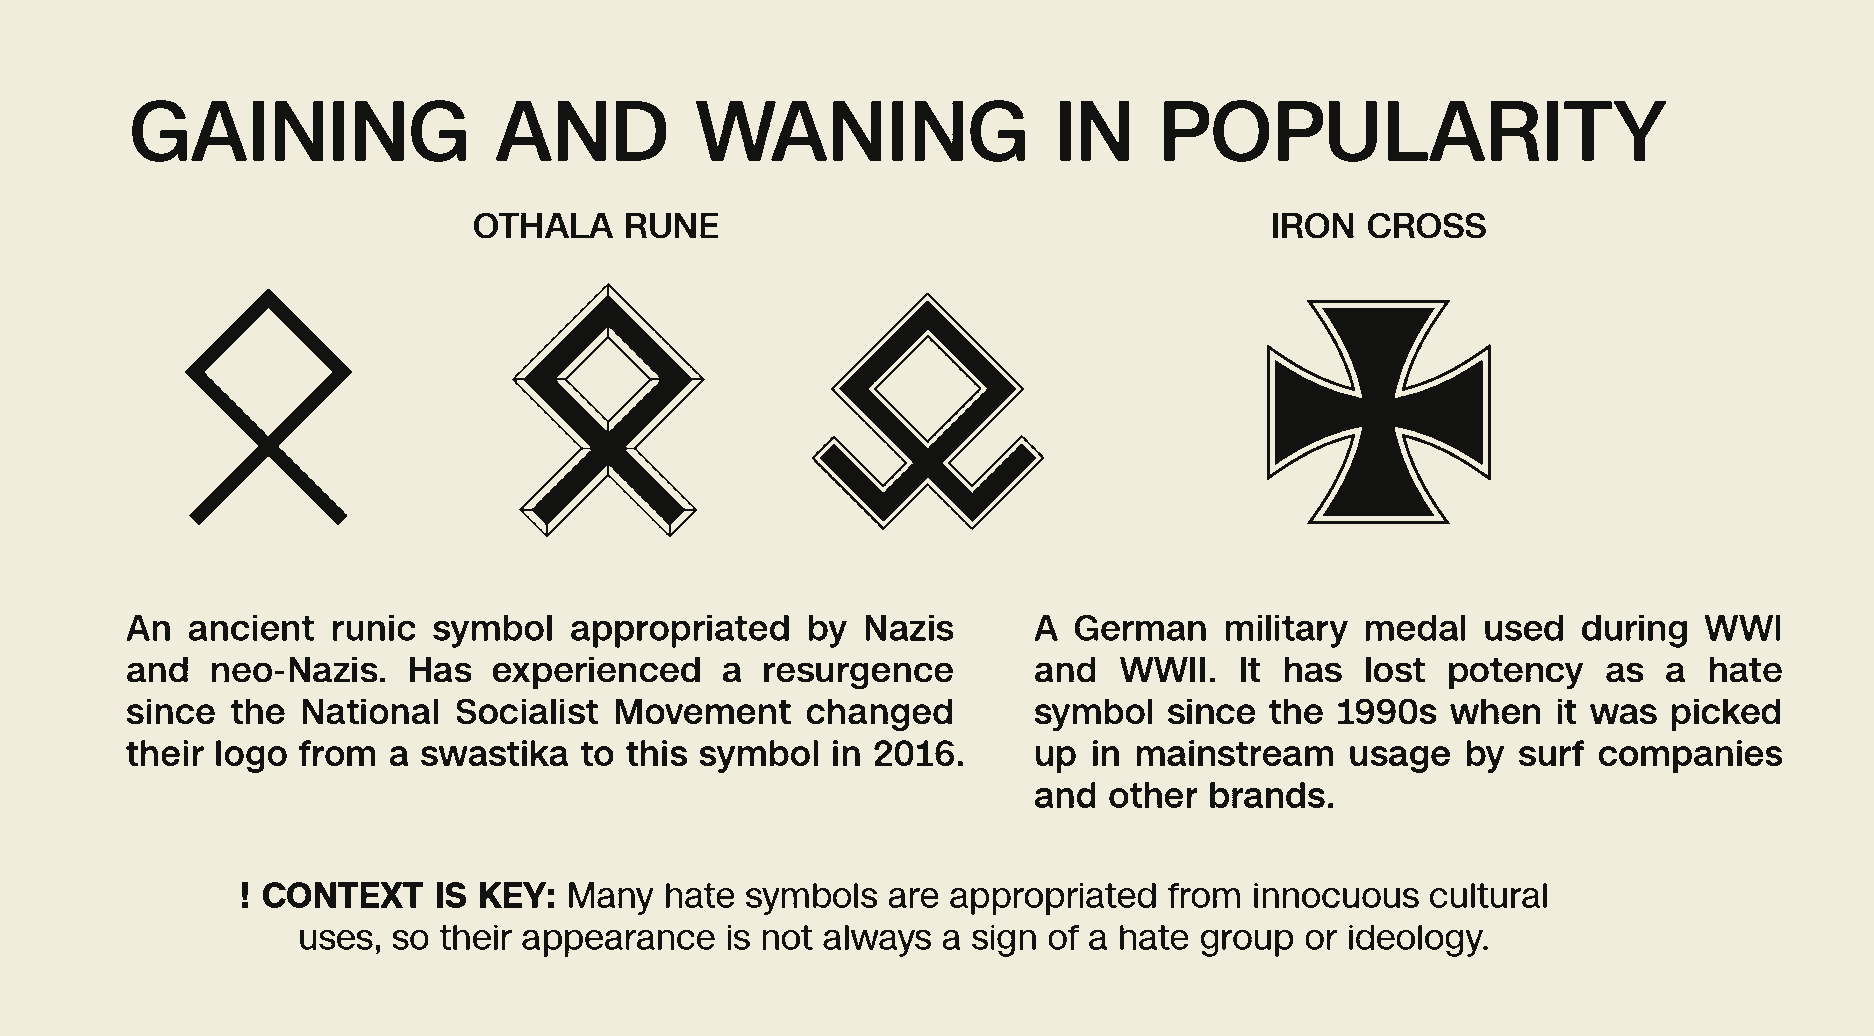 GAINING AND WANING IN POPULARITY
OTHALA RUNE
IRON CROSS
An ancient runic symbol appropriated by Nazis
and neo-Nazis. Has experienced a resurgence
since the National Socialist Movement changed
their logo from a swastika to this symbol in 2016.
A German military medal used during WWI
and WWII. It has lost potency as a hate
symbol since the 1990s when it was picked
up in mainstream usage by surf companies
and other brands.
! CONTEXT IS KEY: Many hate symbols are appropriated from innocuous cultural
uses, so their appearance is not always a sign of a hate group or ideology.